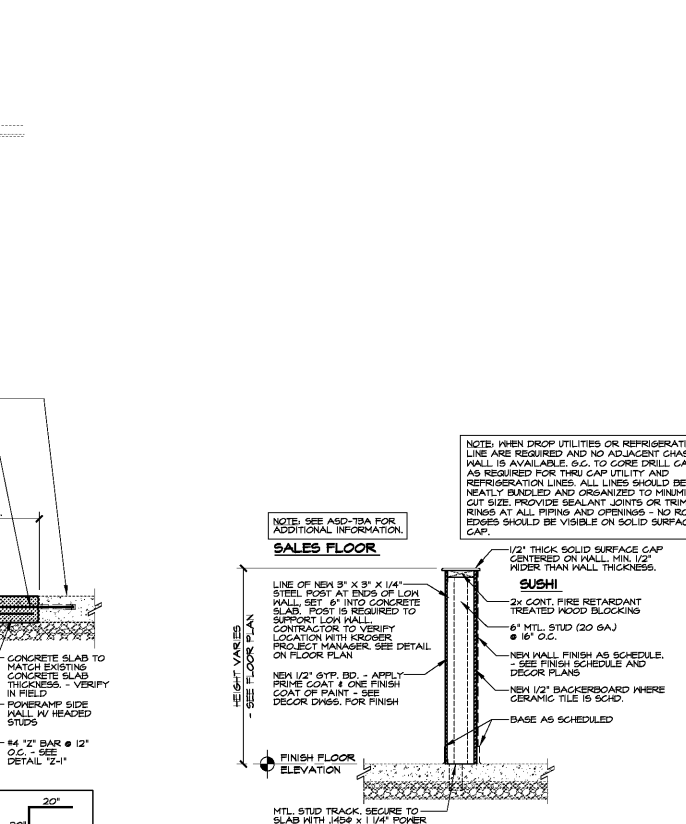 NOTE: WHEN DROP UTILITIES OR
LINE ARE REQUIRED AND NO ADJACENT
WALL IS AVAILABLE. G.C. TO CORE DRILL
AS REQUIRED FOR THRU CAP UTILITY AND
REFRIGERATION LINES. ALL LINES SHOULD BE
NEATLY BUNDLED AND ORGANIZED TO
CUT SIZE. PROVIDE SEALANT JOINTS OR TRIM
RINGS AT ALL PIPING AND OPENINGS - NO
EDGES SHOULD BE VISIBLE ON SOLID
CAP.
NOTE: SEE ASD-TBA FOR
ADDITIONAL INFORMATION.
SALES FLOOR
1/2" THICK SOLID SURFACE CAP
CENTERED ON WALL. MIN. 1/2"
WIDER THAN WALL THICKNESS.
SUSHI
LINE OF NEW 3" X 3" X 1/4"
STEEL POST AT ENDS OF LOW
WALL, SET 6" INTO CONCRETE
SLAB. POST IS REQUIRED TO
SUPPORT LOW WALL.
CONTRACTOR TO VERIFY
LOCATION WITH KROGER
PROJECT MANAGER. SEE DETAIL
ON FLOOR PLAN
2x CONT. FIRE RETARDANT
TREATED WOOD BLOCKING
6" MTL. STUD (20 GA.)
@ 16" O.C.
NEW WALL FINISH AS SCHEDULE.
- SEE FINISH SCHEDULE AND
DECOR PLANS
NEW 1/2" GYP. BD. - APPLY
PRIME COAT & ONE FINISH
COAT OF PAINT - SEE
DECOR DWGS. FOR FINISH
NEW 1/2" BACKERBOARD WHERE
CERAMIC TILE IS SCHD.
BASE AS SCHEDULED
HEIGHT VARIES
- SEE FLOOR PLAN
FINISH FLOOR
ELEVATION
MTL. STUD TRACK. SECURE TO
SLAB WITH .145Ø x 1 1/4" POWER
CONCRETE SLAB TO
MATCH EXISTING
CONCRETE SLAB
THICKNESS. - VERIFY
IN FIELD
POWERAMP SIDE
WALL W/ HEADED
STUDS
#4 "Z" BAR @ 12"
O.C. - SEE
DETAIL "Z-1"
20"